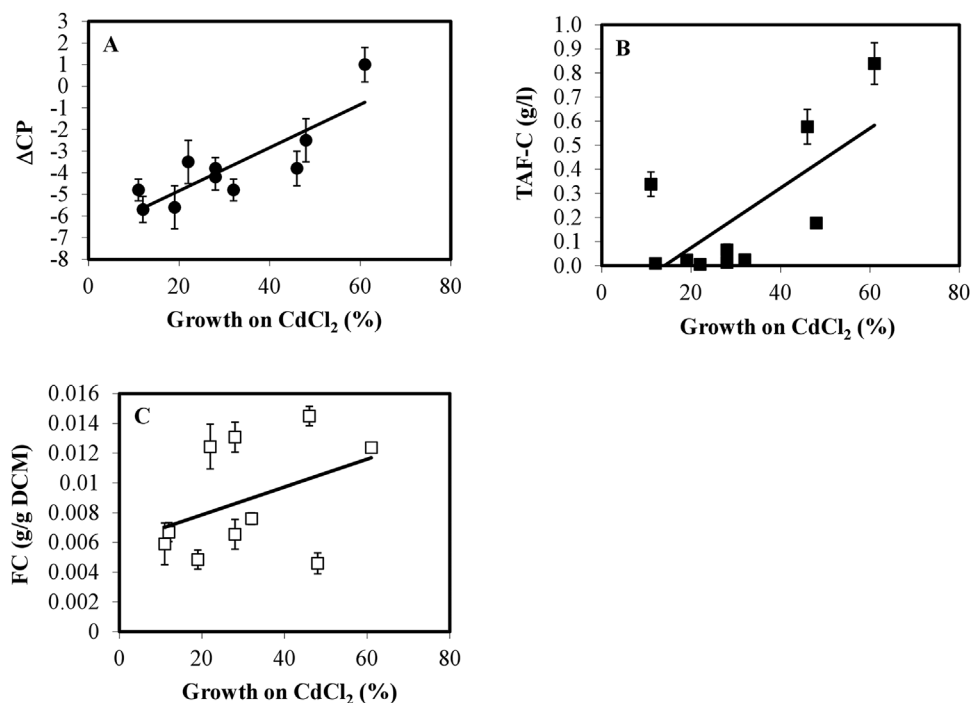 A
3
2
1
0
-1
-2
-3
-4
-5
-6
-7
-8
ΔCP
0 20 40 60 80
Growth on CdCl₂ (%)
B
1.0
0.9
0.8
0.7
0.6
0.5
0.4
0.3
0.2
0.1
0.0
TAF-C (g/l)
0 20 40 60 80
Growth on CdCl₂ (%)
C
0.016
0.014
0.012
0.01
0.008
0.006
0.004
0.002
0
FC (g/g DCM)
0 20 40 60 80
Growth on CdCl₂ (%)